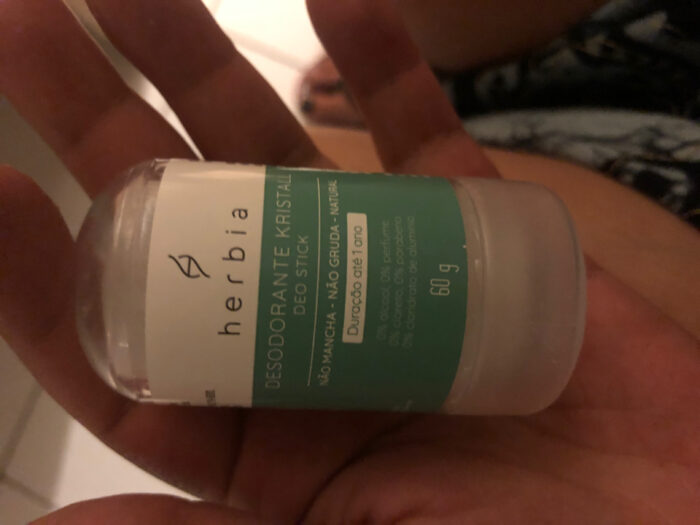 herbia
DESODORANTE KRISTALL
DEO STICK
NÃO MANCHA - NÃO GRUDA - NATURAL
Duração até 1 ano
0% álcool, 0% perfume
0% cloreto, 0% parabeno
0% cloridrato de alumínio
60 g